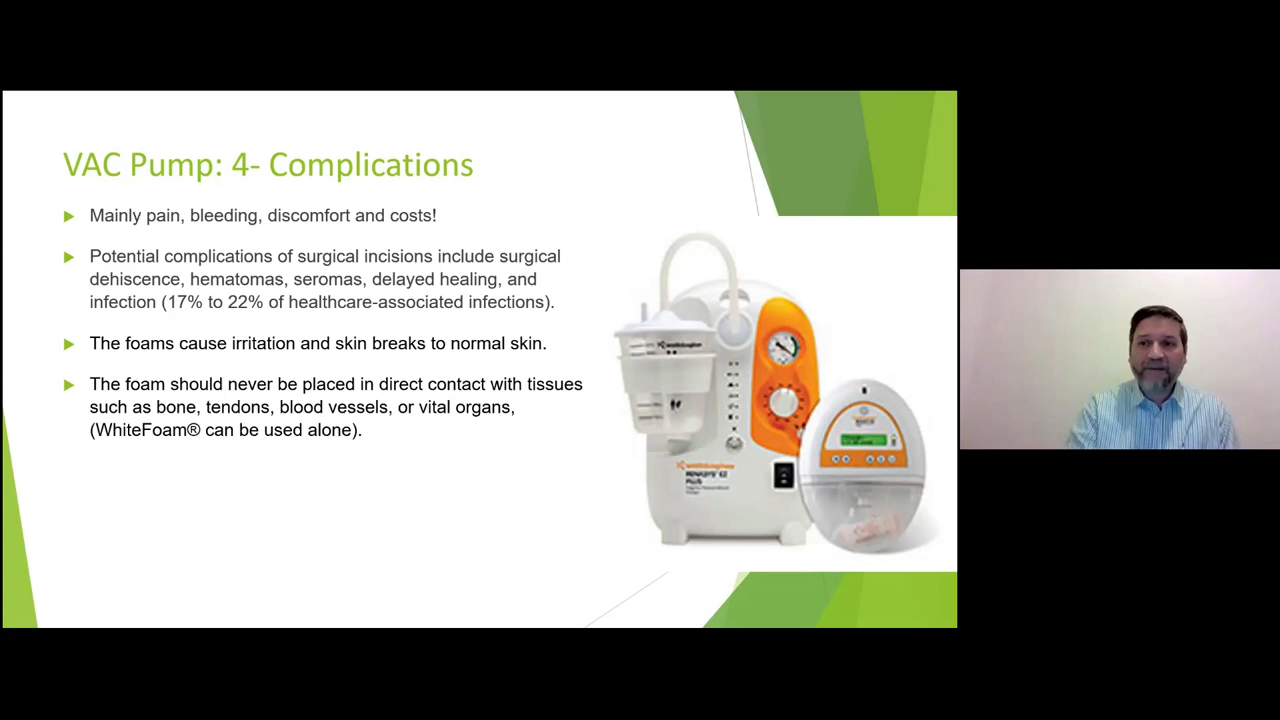 VAC Pump: 4- Complications
Mainly pain, bleeding, discomfort and costs!
Potential complications of surgical incisions include surgical
dehiscence, hematomas, seromas, delayed healing, and
infection (17% to 22% of healthcare-associated infections).
The foams cause irritation and skin breaks to normal skin.
The foam should never be placed in direct contact with tissues
such as bone, tendons, blood vessels, or vital organs,
(WhiteFoam® can be used alone).
PLUS